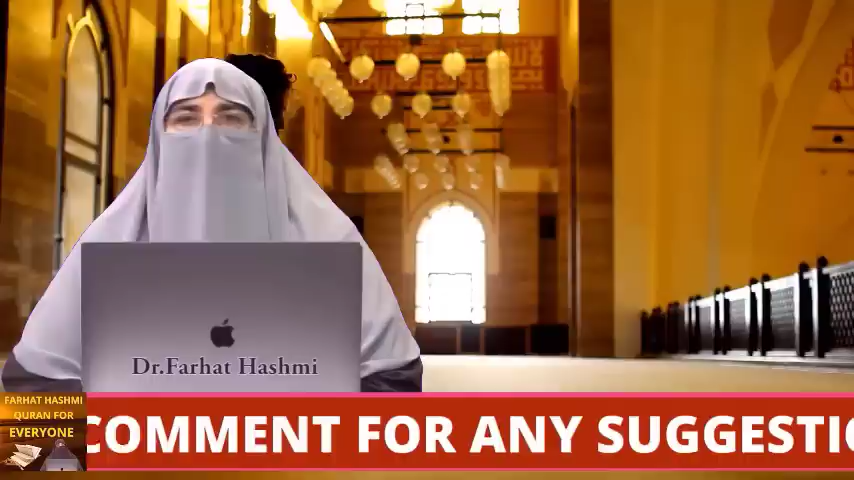 Dr.Farhat Hashmi
FARHAT HASHMI
QURAN FOR
EVERYONE
COMMENT FOR ANY SUGGESTIO